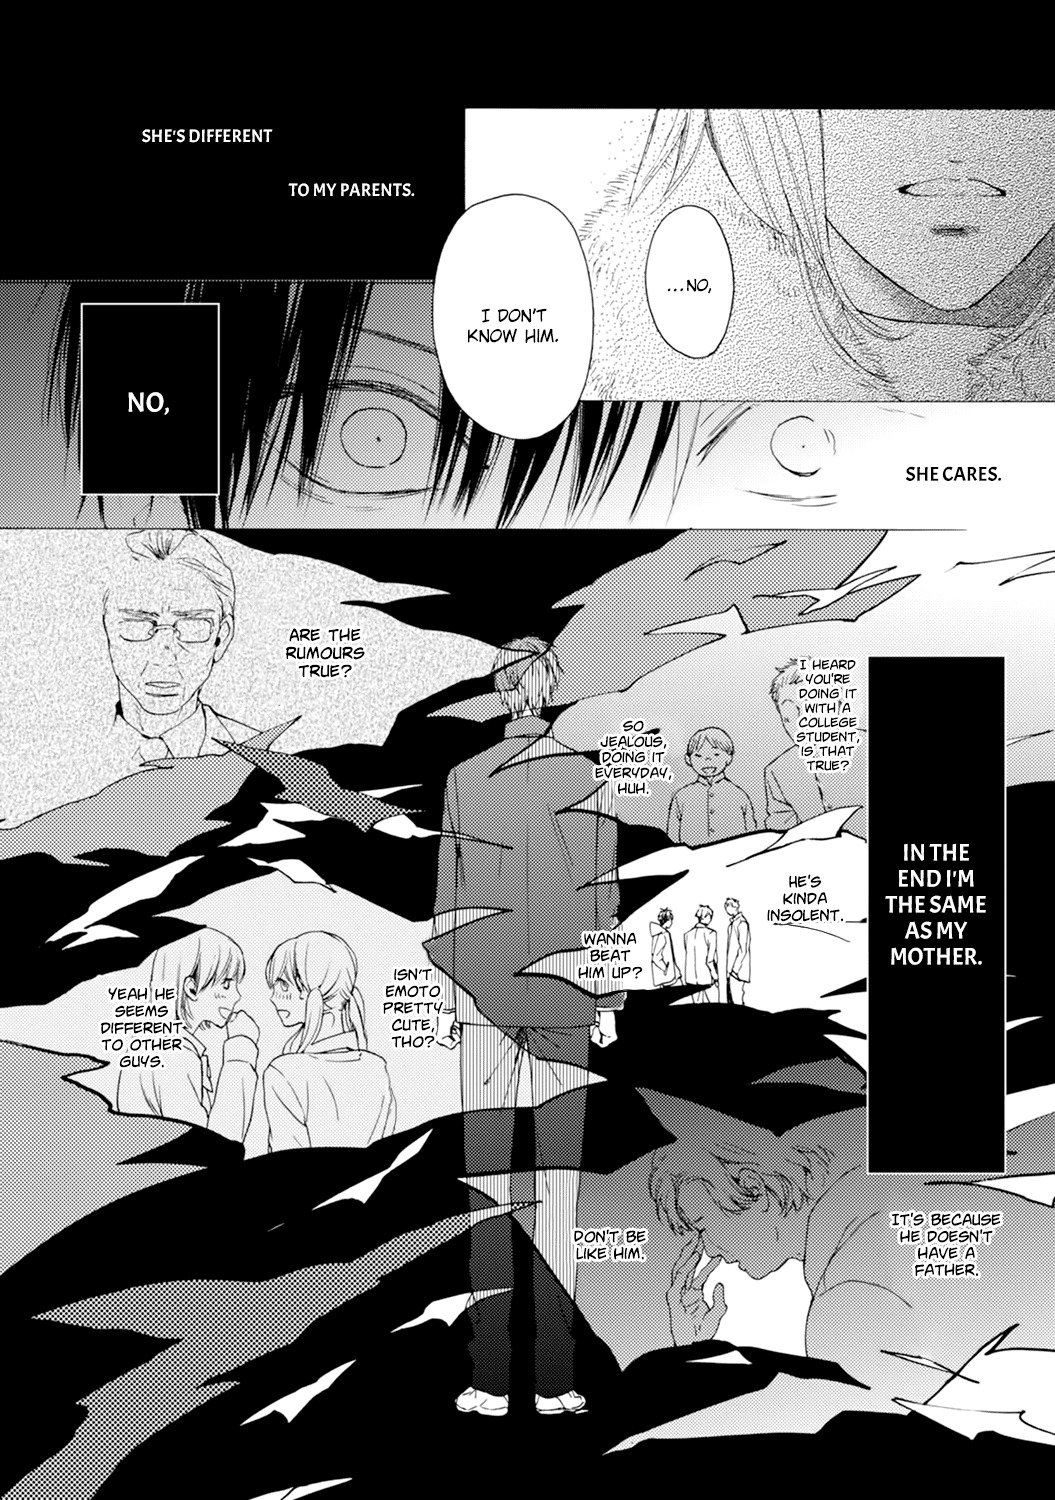 SHE'S DIFFERENT
TO MY PARENTS.
...NO,
I DON'T
KNOW HIM.
NO,
SHE CARES.
ARE THE
RUMOURS
TRUE?
I HEARD
YOU'RE
DOING IT
WITH A
COLLEGE
STUDENT,
IS THAT
TRUE?
SO
JEALOUS,
DOING IT
EVERYDAY,
HUH.
IN THE
END I'M
THE SAME
AS MY
MOTHER.
HE'S
KINDA
INSOLENT.
WANNA
BEAT
HIM UP?
ISN'T
EMOTO
PRETTY
CUTE,
THO?
YEAH HE
SEEMS
DIFFERENT
TO OTHER
GUYS.
IT'S BECAUSE
HE DOESN'T
HAVE A
FATHER.
DON'T BE
LIKE HIM.